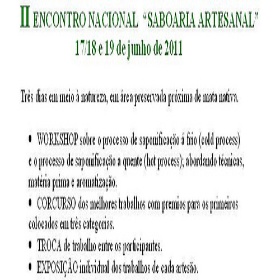 II ENCONTRO NACIONAL “SABOARIA ARTESANAL”
17/18 e 19 de junho de 2011
Três dias em meio à natureza, em área preservada próximo de mata nativa.
• WORKSHOP sobre o processo de saponificação à frio (cold process)
e o processo de saponificação a quente (hot process); abordando técnicas,
matéria prima e aromatização.
• CORCURSO dos melhores trabalhos com premios para os primeiros
colocados em três categorias.
• TROCA de trabalho entre os participantes.
• EXPOSIÇÃO individual dos trabalhos de cada artesão.